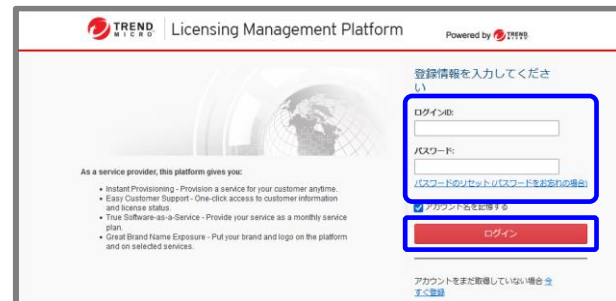 TREND MICRO Licensing Management Platform
Powered by TREND MICRO
登録情報を入力してくださ
い
ログインID:
パスワード:
パスワードのリセット (パスワードをお忘れの場合)
アカウント名を記憶する
ログイン
アカウントをまだ取得していない場合 今
すぐ登録
As a service provider, this platform gives you:
• Instant Provisioning - Provision a service for your customer anytime.
• Easy Customer Support - One-click access to customer information
and license status.
• True Software-as-a-Service - Provide your service as a monthly service
plan.
• Great Brand Name Exposure - Put your brand and logo on the platform
and on selected services.